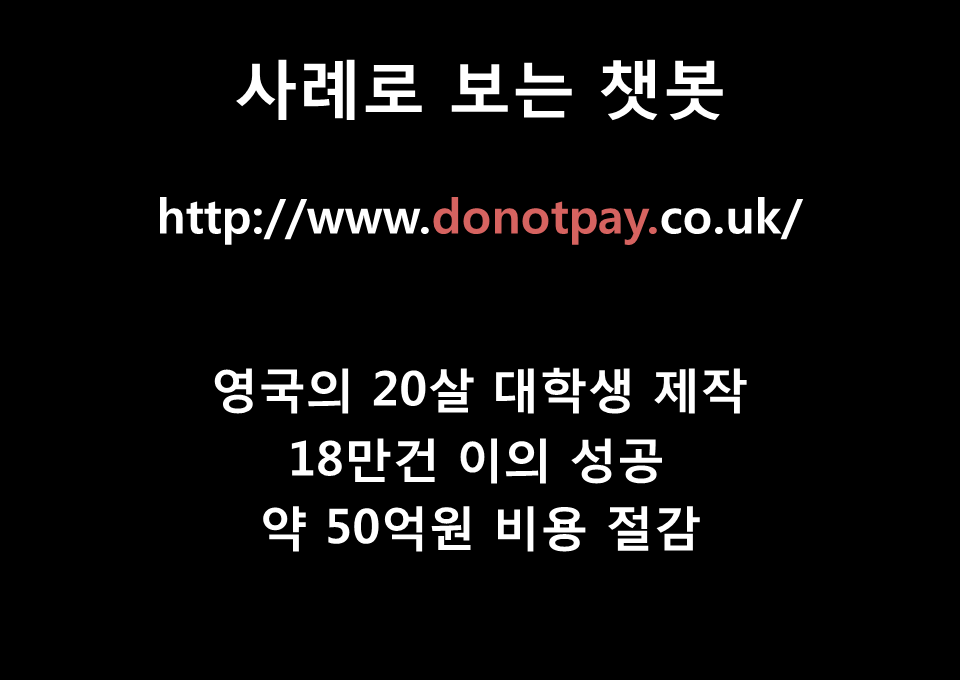 사례로 보는 챗봇
http://www.donotpay.co.uk/
영국의 20살 대학생 제작
18만건 이의 성공
약 50억원 비용 절감